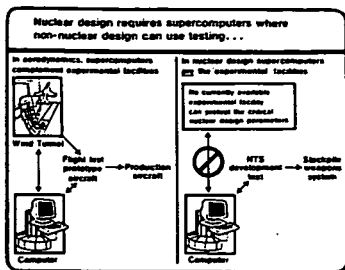 Nuclear design requires supercomputers where
non-nuclear design can use testing...
In aerodynamics, supercomputers
complement experimental facilities
In nuclear design supercomputers
are the experimental facilities
No currently available
experimental facility
can protect the critical
nuclear design parameters
Wind Tunnel
Flight test
prototype
aircraft
Production
aircraft
NTS
development
test
Stockpile
weapons
system
Computer
Computer